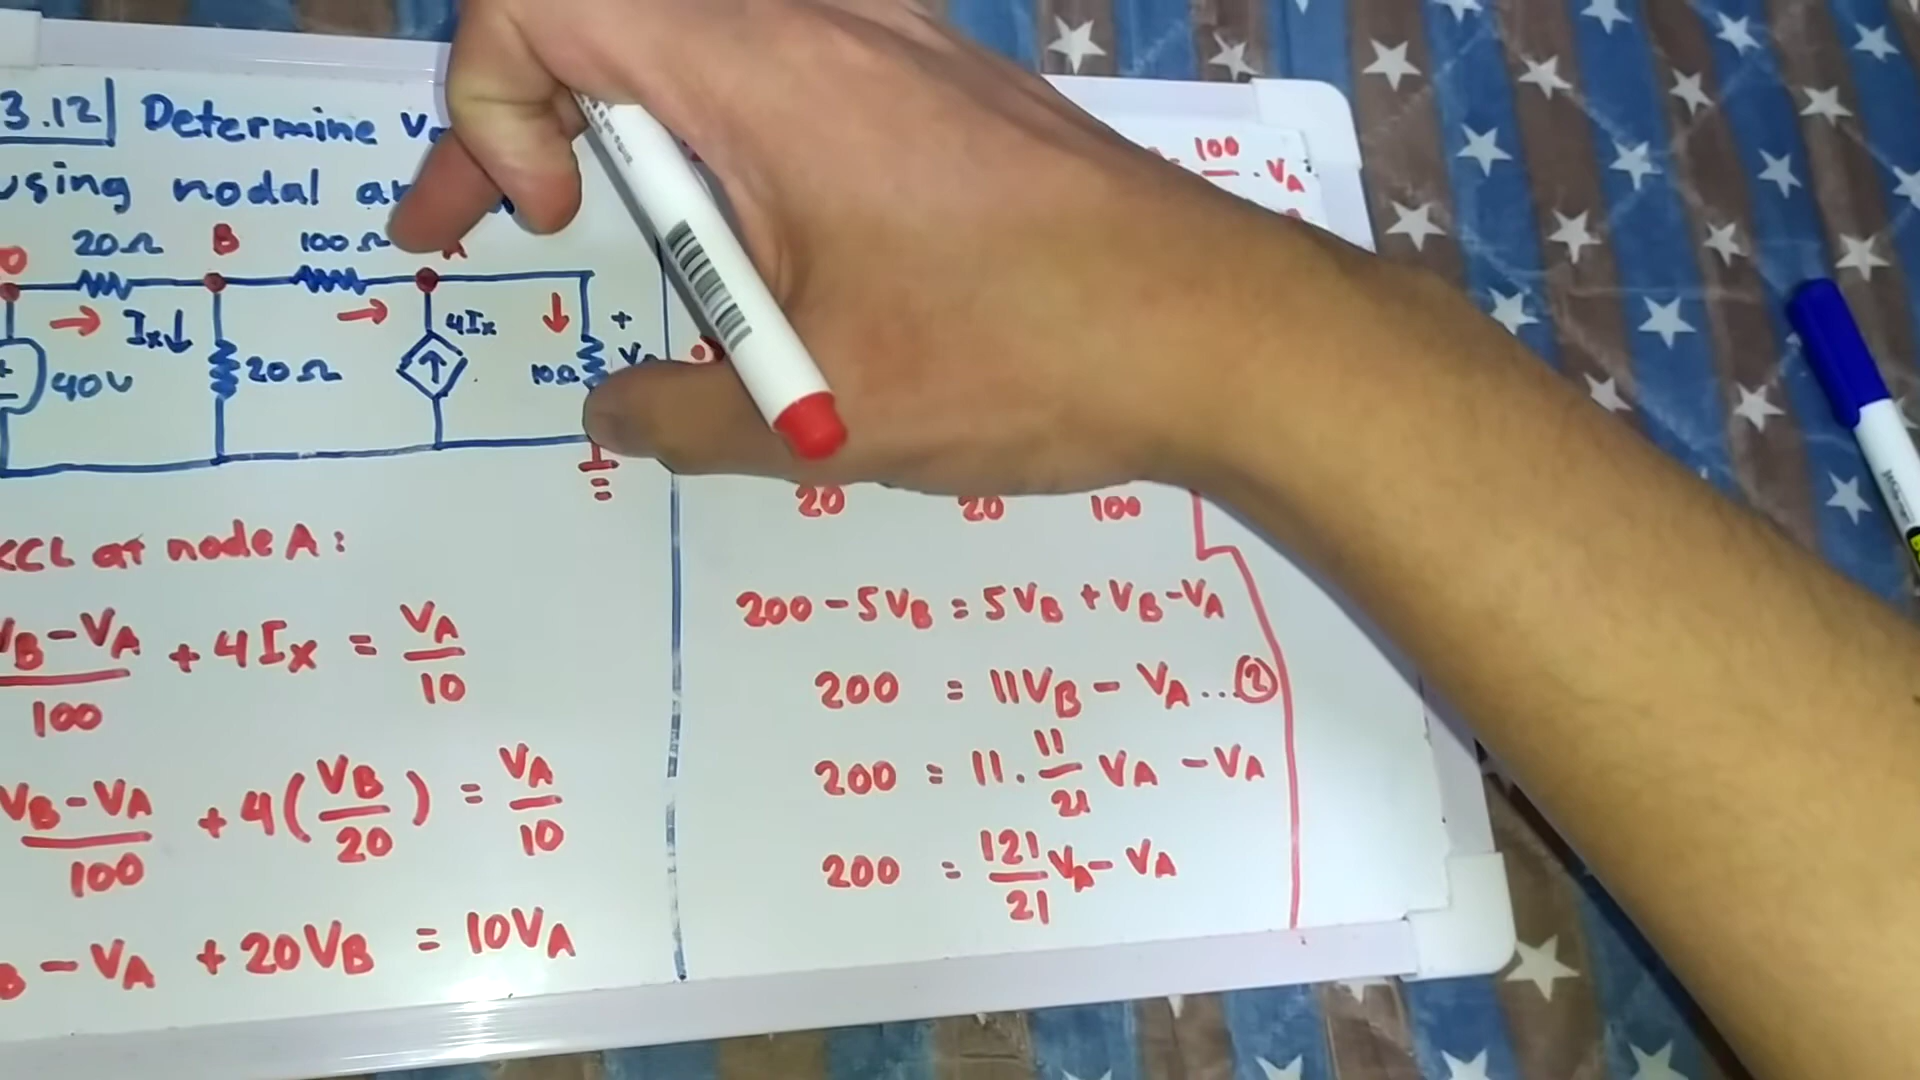 3.12 Determine
using nodal
20Ω B 100Ω A
Ix 4Ix +
40V 20Ω 10Ω
KCL at node A:
VB-VA/100 + 4Ix = VA/10
VB-VA/100 + 4(VB/20) = VA/10
B - VA + 20VB = 10VA
100/ · VA
20 20 100
200 - 5VB = 5VB + VB - VA
200 = 11VB - VA ...②
200 = 11 · 11/21 VA - VA
200 = 121/21 VA - VA